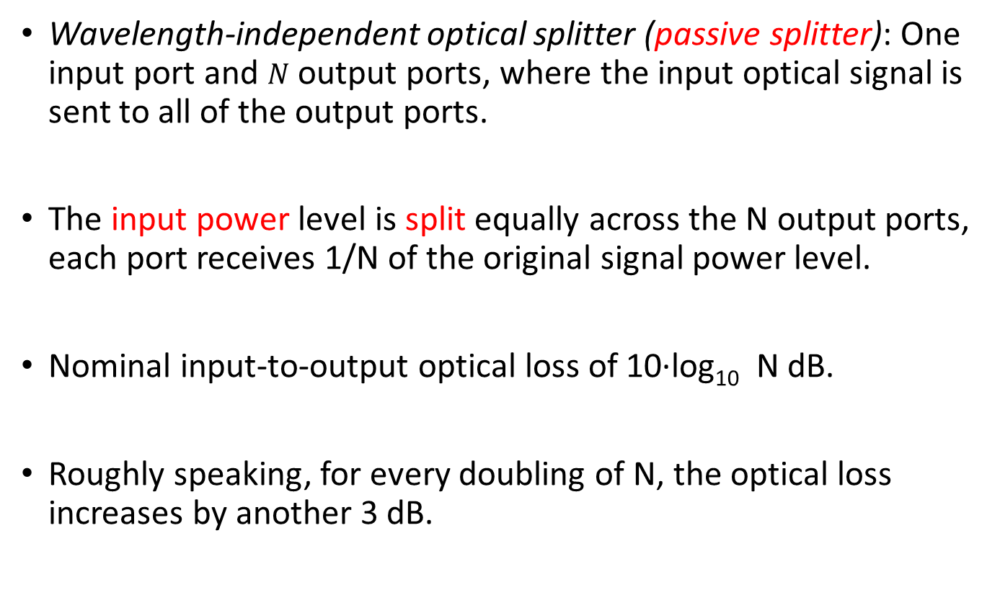 • Wavelength-independent optical splitter (passive splitter): One
input port and N output ports, where the input optical signal is
sent to all of the output ports.
• The input power level is split equally across the N output ports,
each port receives 1/N of the original signal power level.
• Nominal input-to-output optical loss of 10·log₁₀ N dB.
• Roughly speaking, for every doubling of N, the optical loss
increases by another 3 dB.